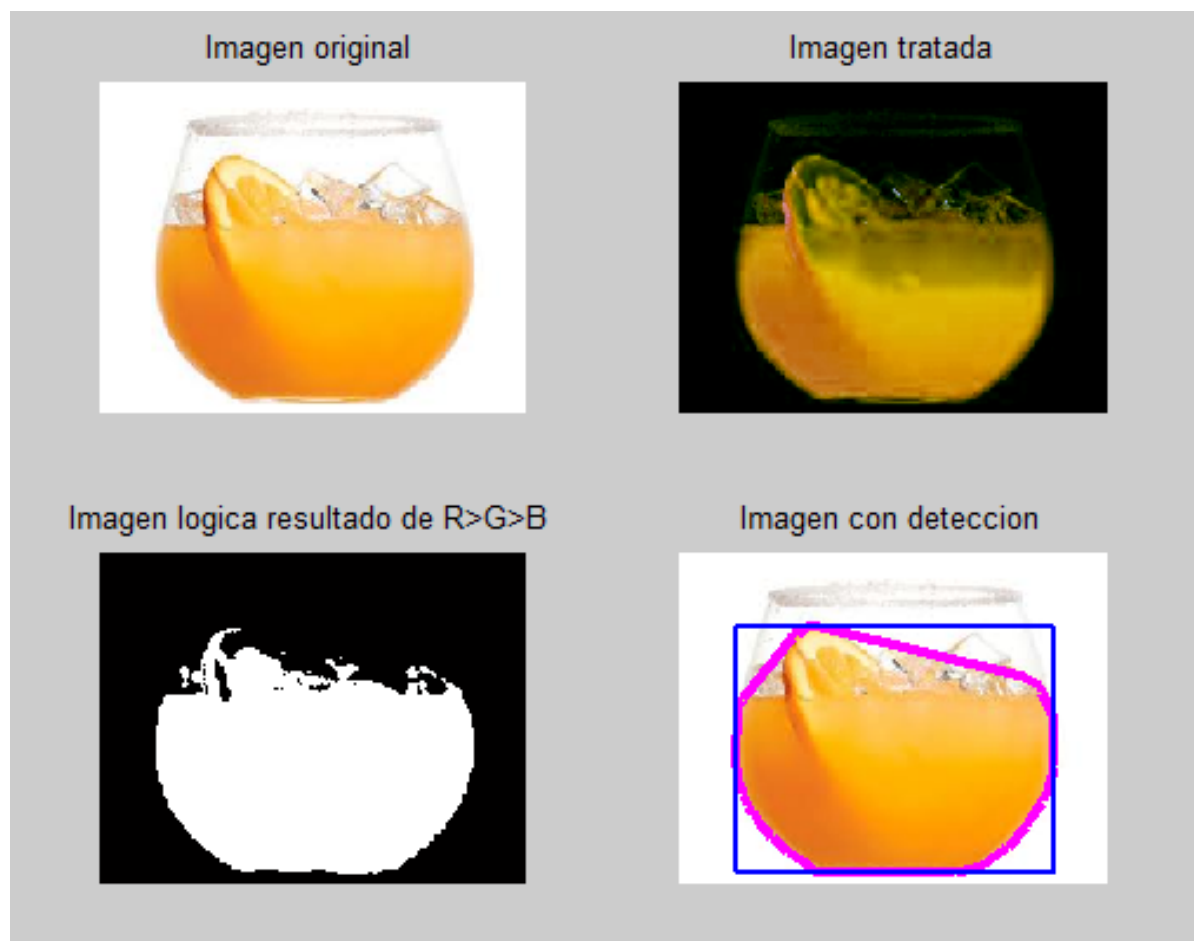 Imagen original
Imagen tratada
Imagen logica resultado de R>G>B
Imagen con deteccion